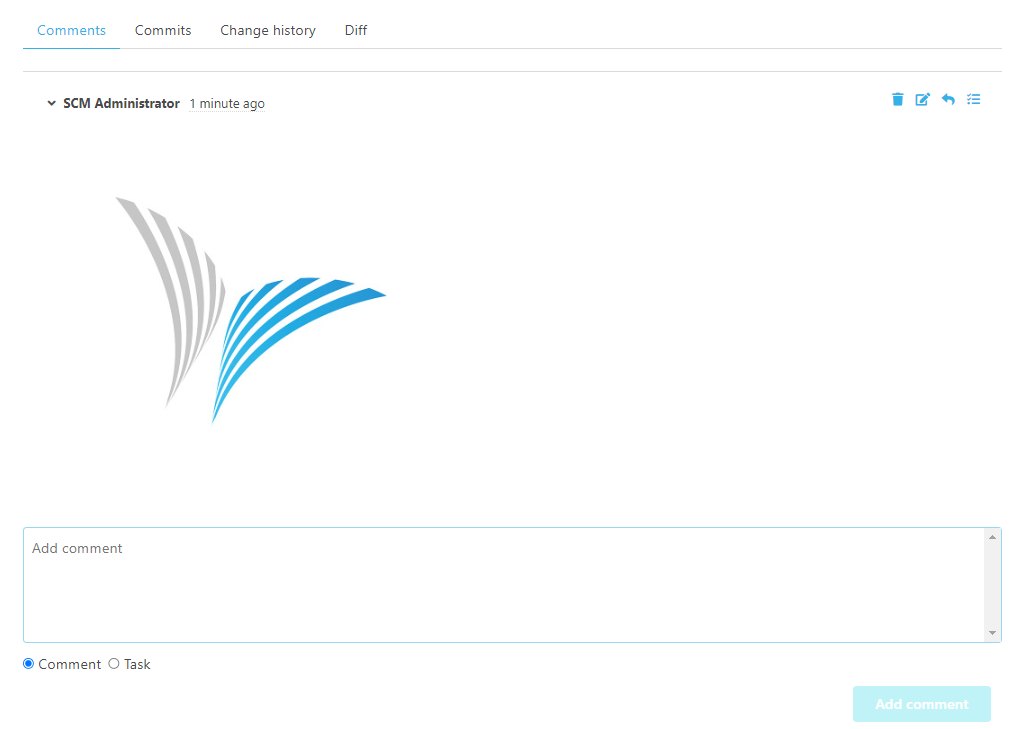 Comments Commits Change history Diff
SCM Administrator 1 minute ago
Add comment
Comment Task
Add comment